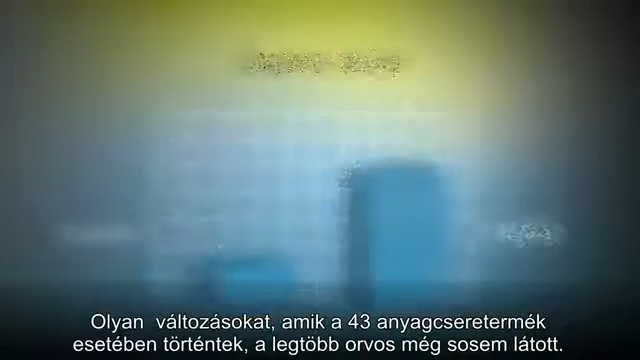 Olyan  változásokat, amik a 43 anyagcseretermék
esetében történtek, a legtöbb orvos még sosem látott.